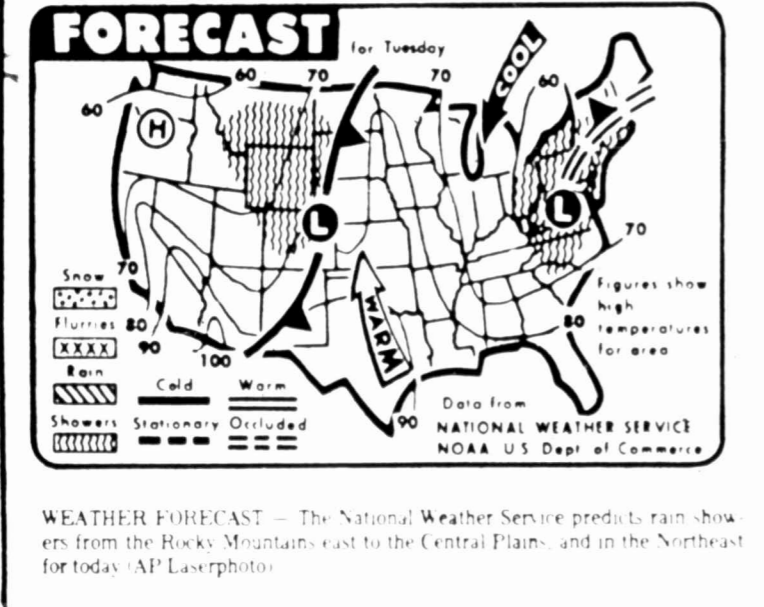 FORECAST for Tuesday
60 70 70 COOL 60
60
H
L L
70
70
WARM
80
90
100
80
90
Snow
Flurries
XXXX
Rain
Showers
Cold Warm
Stationary Occluded
Figures show
high
temperatures
for area
Data from
NATIONAL WEATHER SERVICE
NOAA U S Dept of Commerce
WEATHER FORECAST — The National Weather Service predicts rain show-
ers from the Rocky Mountains east to the Central Plains, and in the Northeast
for today (AP Laserphoto)